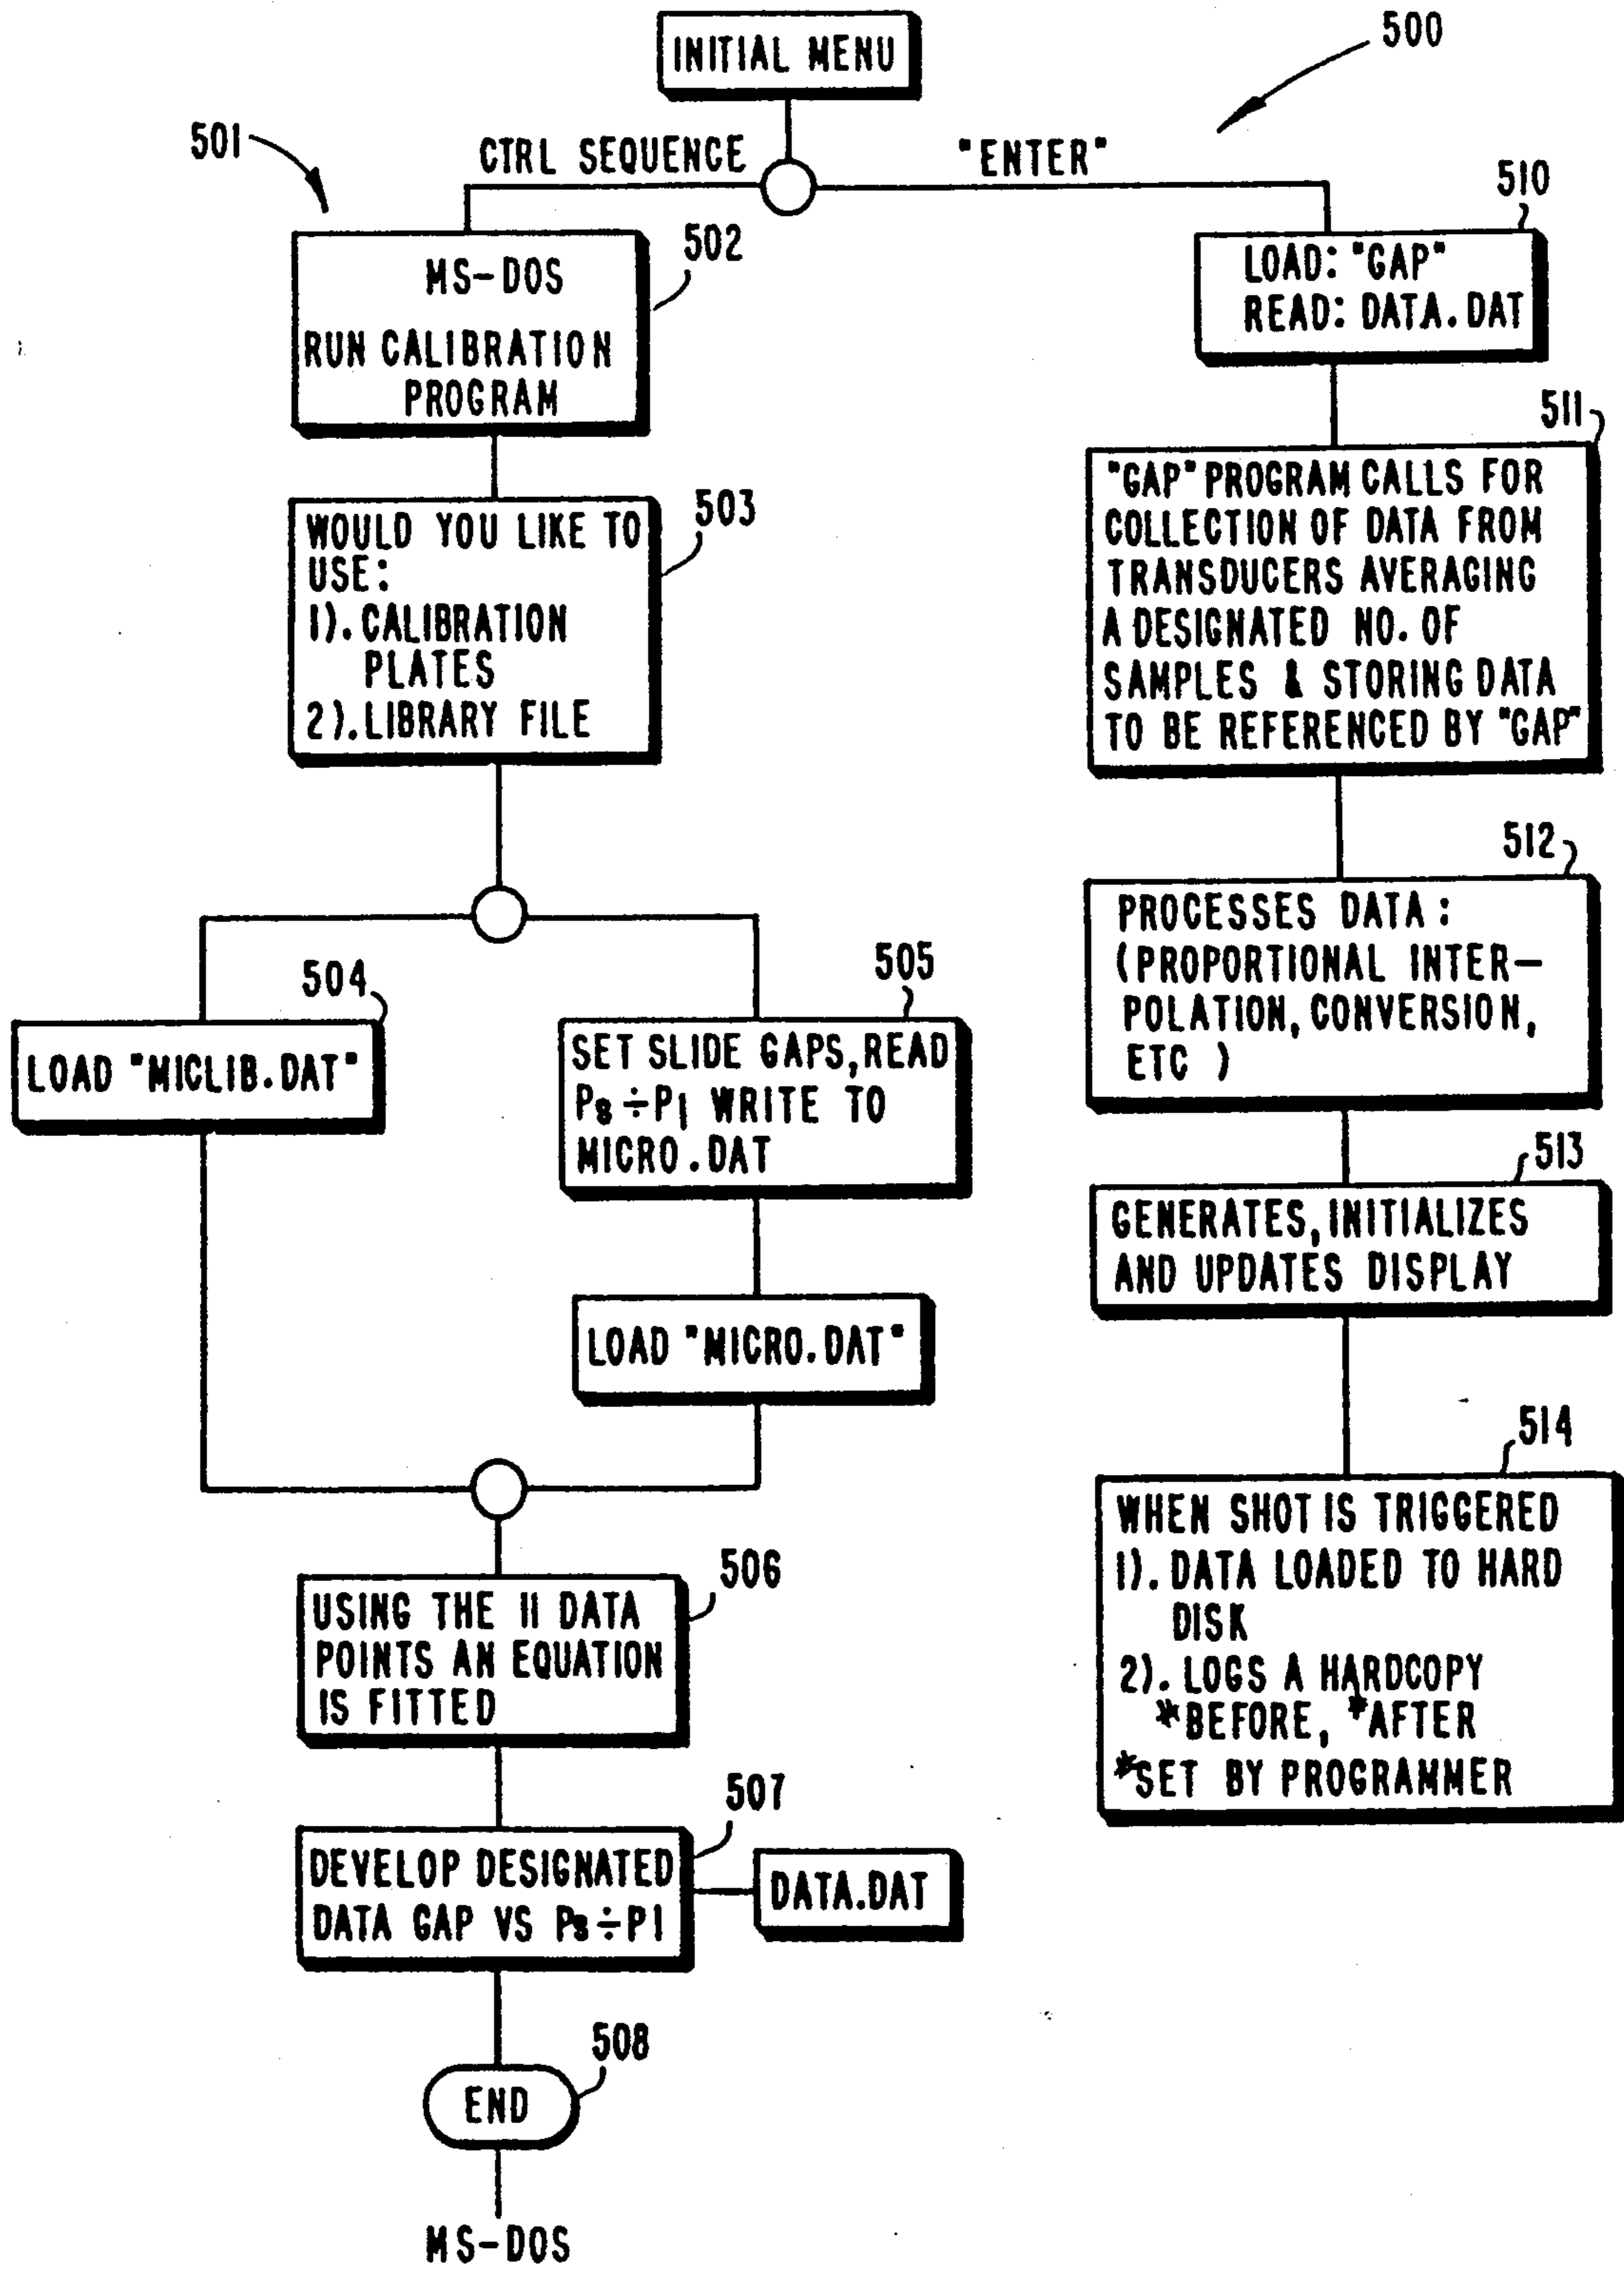 INITIAL MENU
500
501
CTRL SEQUENCE
"ENTER"
502
MS-DOS
RUN CALIBRATION
PROGRAM
503
WOULD YOU LIKE TO
USE:
1). CALIBRATION
PLATES
2). LIBRARY FILE
504
LOAD "MICLIB.DAT"
505
SET SLIDE GAPS, READ
Ps÷P1 WRITE TO
MICRO.DAT
LOAD "MICRO.DAT"
506
USING THE 11 DATA
POINTS AN EQUATION
IS FITTED
507
DEVELOP DESIGNATED
DATA GAP VS Ps÷P1
DATA.DAT
508
END
MS-DOS
510
LOAD: "GAP"
READ: DATA.DAT
511
"GAP" PROGRAM CALLS FOR
COLLECTION OF DATA FROM
TRANSDUCERS AVERAGING
A DESIGNATED NO. OF
SAMPLES & STORING DATA
TO BE REFERENCED BY "GAP"
512
PROCESSES DATA:
(PROPORTIONAL INTER-
POLATION, CONVERSION,
ETC )
513
GENERATES, INITIALIZES
AND UPDATES DISPLAY
514
WHEN SHOT IS TRIGGERED
1). DATA LOADED TO HARD
DISK
2). LOGS A HARDCOPY
*BEFORE, *AFTER
*SET BY PROGRAMMER